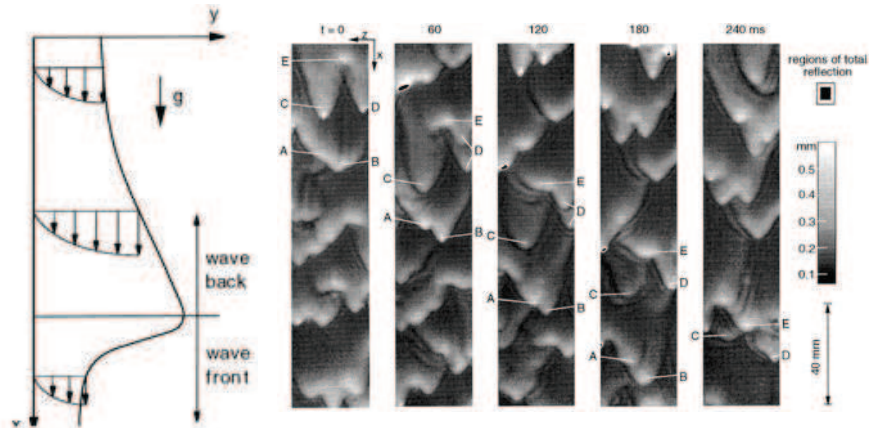 y
g
wave
back
wave
front
x
t = 0
60
120
180
240 ms
z
x
E
C
D
A
B
E
D
C
A
B
E
D
C
A
B
E
C
D
A
B
E
C
D
regions of total
reflection
mm
0.5
0.4
0.3
0.2
0.1
40 mm